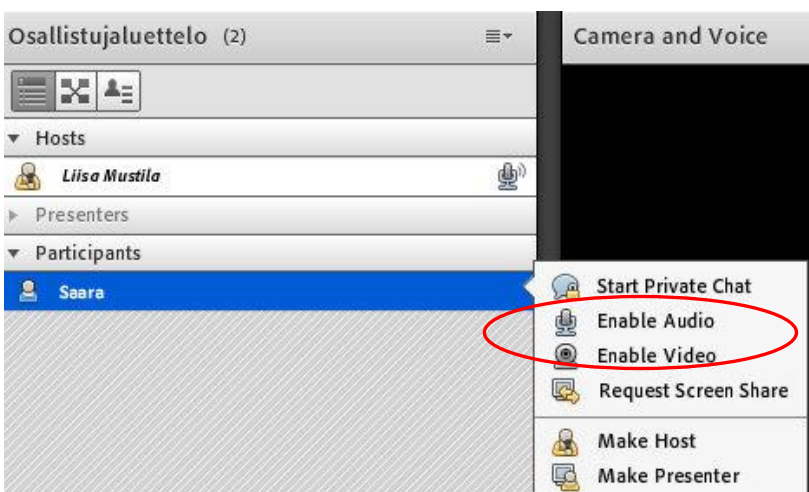 Osallistujaluettelo (2)
Camera and Voice
Hosts
Liisa Mustila
Presenters
Participants
Saara
Start Private Chat
Enable Audio
Enable Video
Request Screen Share
Make Host
Make Presenter